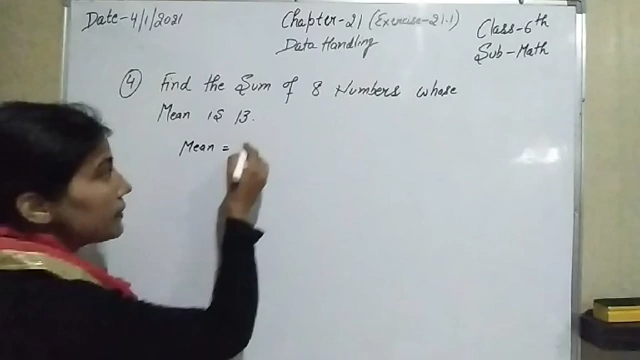 Date-4/1/2021
Chapter-21 (Exercise-21.1)
Data Handling
Class-6th
Sub-Math
(4) Find the Sum of 8 Numbers whose
Mean is 13.
Mean =